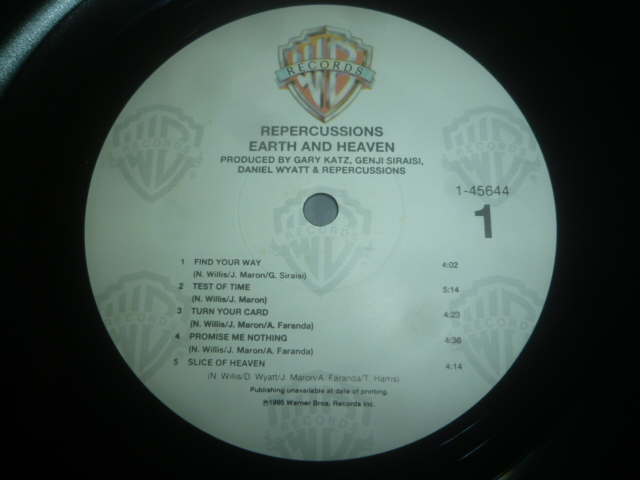 RECORDS
REPERCUSSIONS
EARTH AND HEAVEN
PRODUCED BY GARY KATZ, GENJI SIRAISI,
DANIEL WYATT & REPERCUSSIONS
1-45644
1
1 FIND YOUR WAY 4:02
(N. Willis/J. Maron/G. Siraisi)
2 TEST OF TIME 5:14
(N. Willis/J. Maron)
3 TURN YOUR CARD 4:23
(N. Willis/J. Maron/A. Faranda)
4 PROMISE ME NOTHING 4:36
(N. Willis/J. Maron/A. Faranda)
5 SLICE OF HEAVEN 4:14
(N. Willis/D. Wyatt/J. Maron/A. Faranda/T. Harris)
Publishing unavailable at date of printing.
℗1995 Warner Bros. Records Inc.